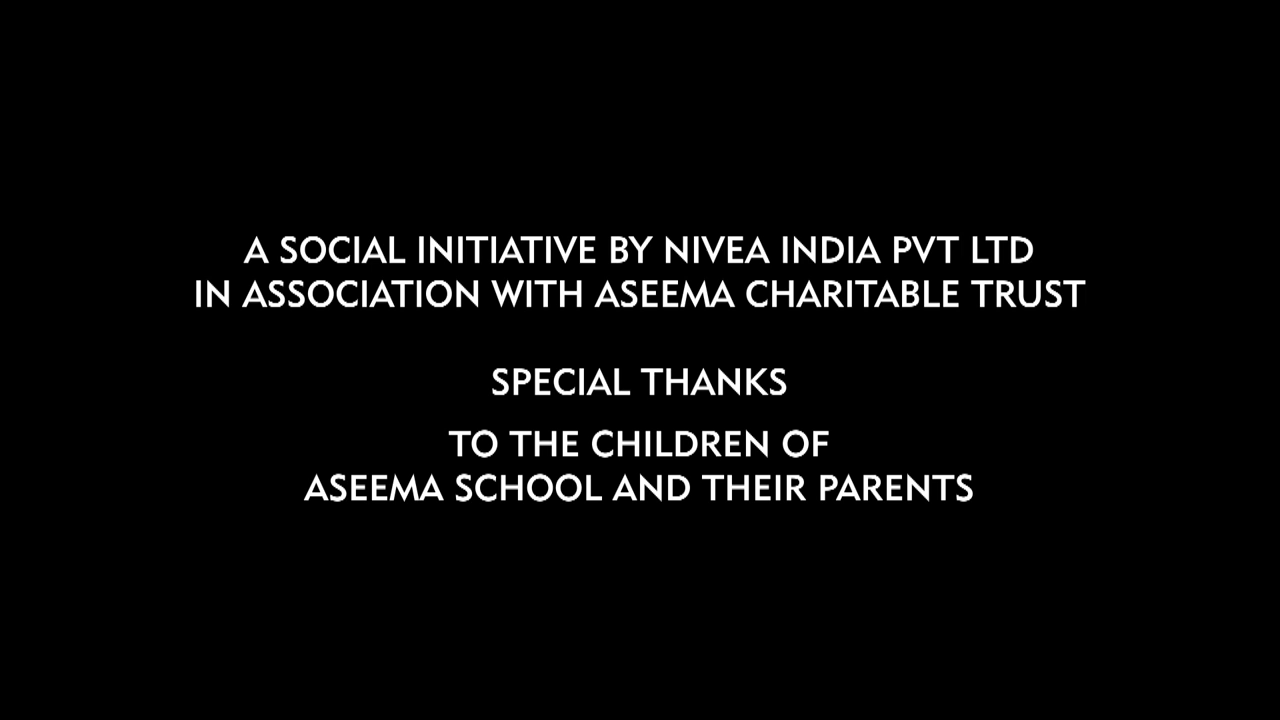 A SOCIAL INITIATIVE BY NIVEA INDIA PVT LTD
IN ASSOCIATION WITH ASEEMA CHARITABLE TRUST
SPECIAL THANKS
TO THE CHILDREN OF
ASEEMA SCHOOL AND THEIR PARENTS